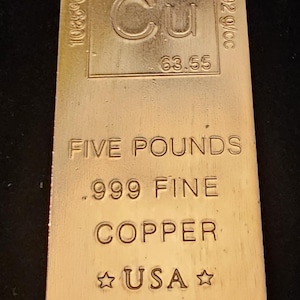 Cu
63.55
FIVE POUNDS
.999 FINE
COPPER
☆ USA ☆